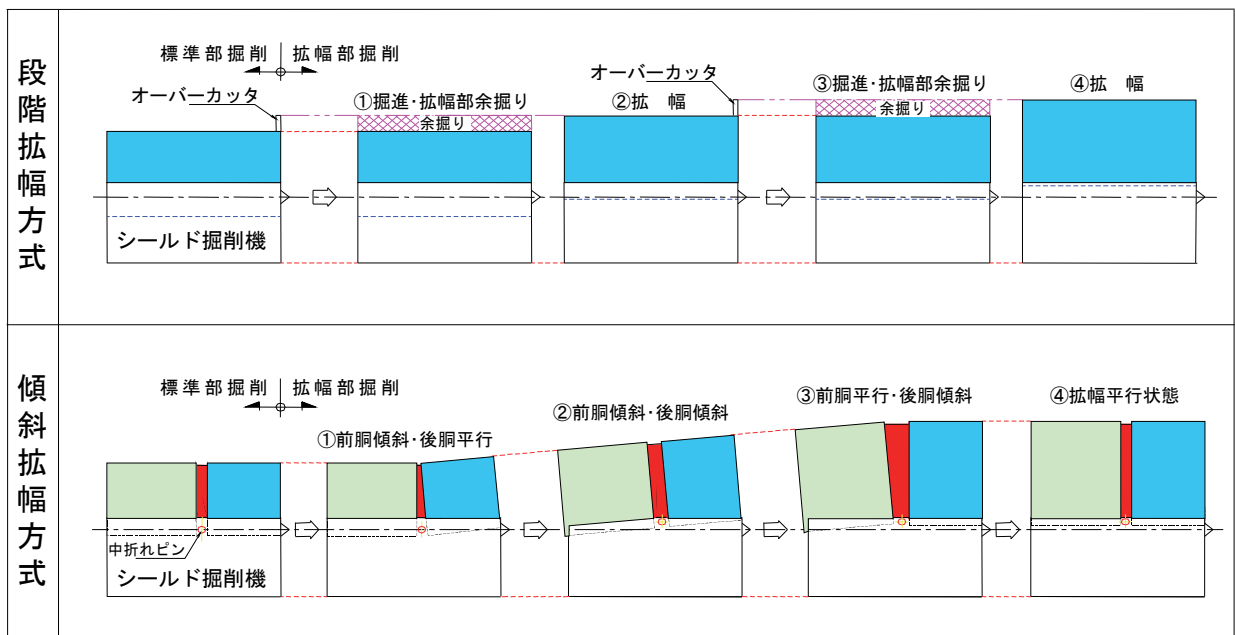 段階拡幅方式
標準部掘削 拡幅部掘削
オーバーカッタ
①掘進・拡幅部余掘り
余掘り
②拡　幅
オーバーカッタ
③掘進・拡幅部余掘り
余掘り
④拡　幅
シールド掘削機
傾斜拡幅方式
標準部掘削 拡幅部掘削
①前胴傾斜・後胴平行
②前胴傾斜・後胴傾斜
③前胴平行・後胴傾斜
④拡幅平行状態
中折れピン
シールド掘削機